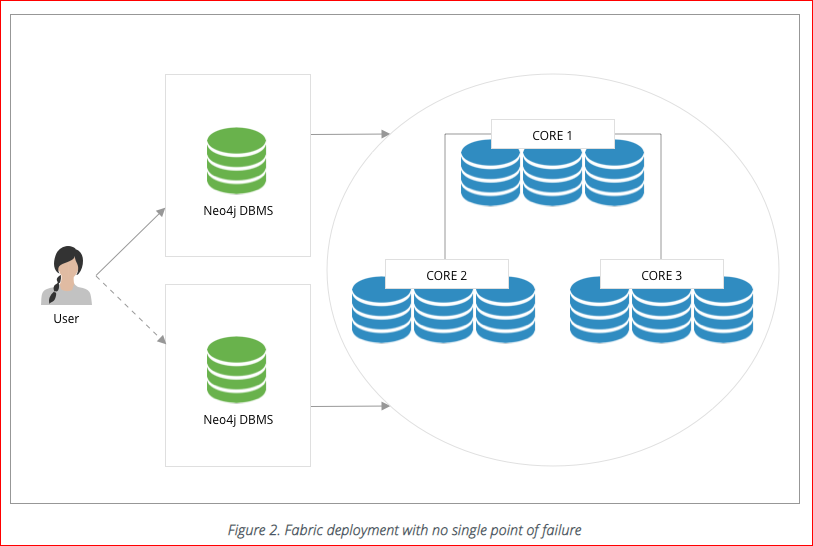 CORE 1
Neo4j DBMS
CORE 2
CORE 3
User
Neo4j DBMS
Figure 2. Fabric deployment with no single point of failure